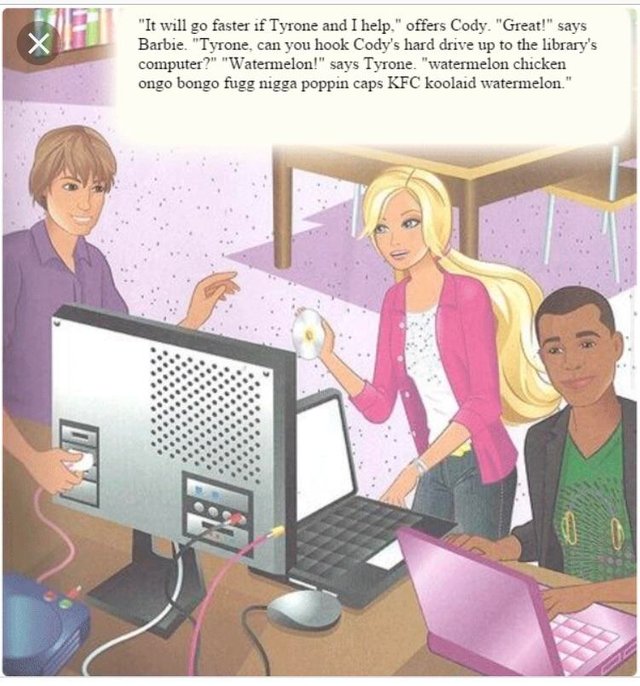 "It will go faster if Tyrone and I help," offers Cody. "Great!" says
Barbie. "Tyrone, can you hook Cody's hard drive up to the library's
computer?" "Watermelon!" says Tyrone. "watermelon chicken
ongo bongo fugg nigga poppin caps KFC koolaid watermelon."